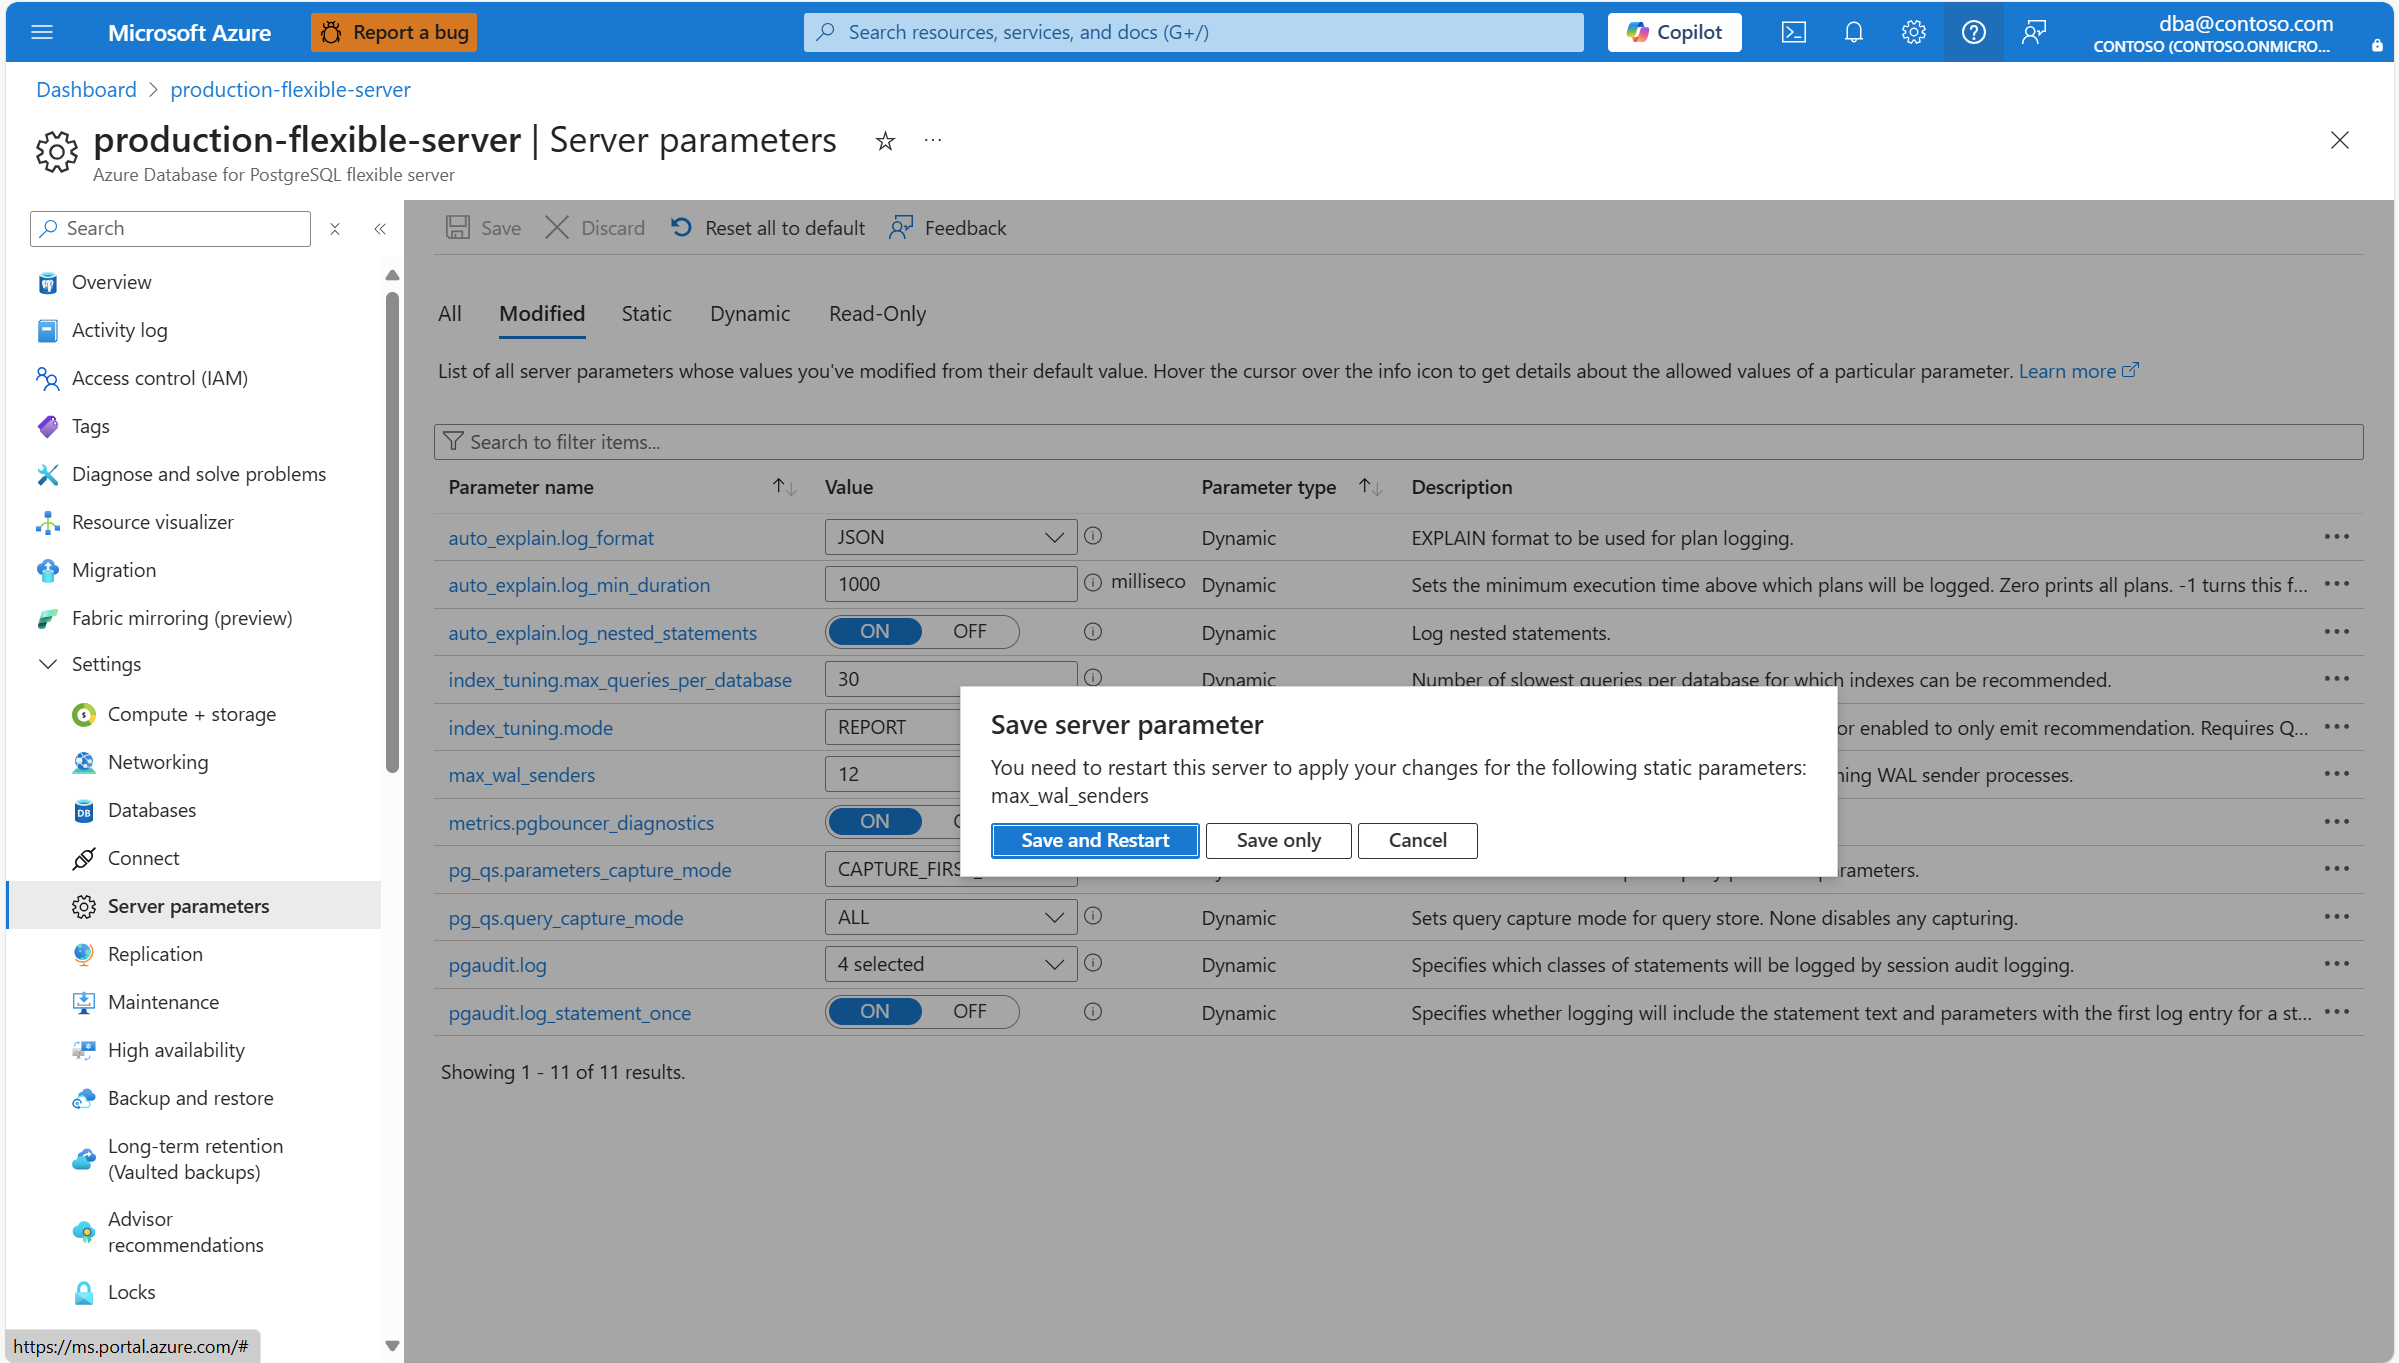 Microsoft Azure
Report a bug
Search resources, services, and docs (G+/)
Copilot
dba@contoso.com
CONTOSO (CONTOSO.ONMICRO...
Dashboard
production-flexible-server
production-flexible-server | Server parameters
Azure Database for PostgreSQL flexible server
Search
Overview
Activity log
Access control (IAM)
Tags
Diagnose and solve problems
Resource visualizer
Migration
Fabric mirroring (preview)
Settings
Compute + storage
Networking
Databases
Connect
Server parameters
Replication
Maintenance
High availability
Backup and restore
Long-term retention
(Vaulted backups)
Advisor
recommendations
Locks
https://ms.portal.azure.com/#
Save
Discard
Reset all to default
Feedback
All
Modified
Static
Dynamic
Read-Only
List of all server parameters whose values you've modified from their default value. Hover the cursor over the info icon to get details about the allowed values of a particular parameter. Learn more
Search to filter items...
Parameter name Value Parameter type Description
auto_explain.log_format JSON Dynamic EXPLAIN format to be used for plan logging.
auto_explain.log_min_duration 1000 milliseco Dynamic Sets the minimum execution time above which plans will be logged. Zero prints all plans. -1 turns this f...
auto_explain.log_nested_statements ON OFF Dynamic Log nested statements.
index_tuning.max_queries_per_database 30 Dynamic Number of slowest queries per database for which indexes can be recommended.
index_tuning.mode REPORT or enabled to only emit recommendation. Requires Q...
max_wal_senders 12 ning WAL sender processes.
metrics.pgbouncer_diagnostics ON
pg_qs.parameters_capture_mode CAPTURE_FIRS rameters.
pg_qs.query_capture_mode ALL Dynamic Sets query capture mode for query store. None disables any capturing.
pgaudit.log 4 selected Dynamic Specifies which classes of statements will be logged by session audit logging.
pgaudit.log_statement_once ON OFF Dynamic Specifies whether logging will include the statement text and parameters with the first log entry for a st...
Showing 1 - 11 of 11 results.
Save server parameter
You need to restart this server to apply your changes for the following static parameters:
max_wal_senders
Save and Restart
Save only
Cancel